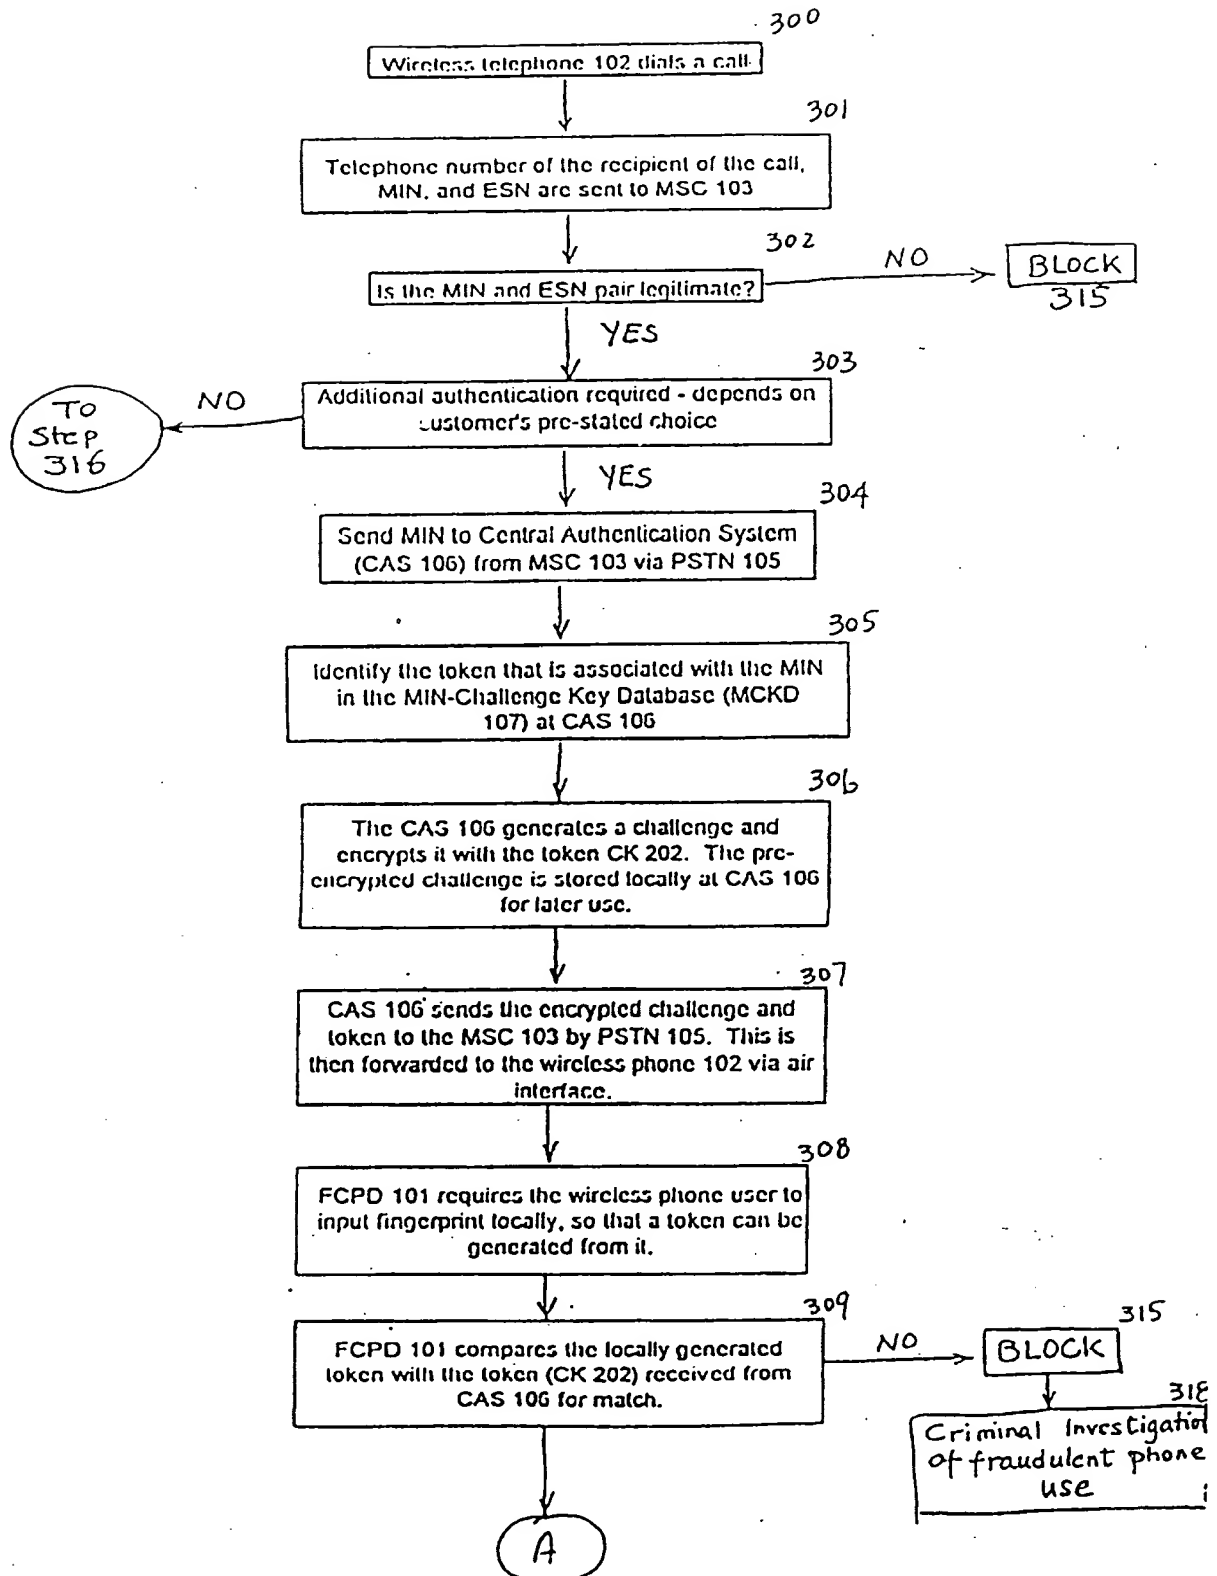 300
Wireless telephone 102 dials a call
301
Telephone number of the recipient of the call,
MIN, and ESN are sent to MSC 103
302
Is the MIN and ESN pair legitimate?
NO
BLOCK
315
YES
303
Additional authentication required - depends on
customer's pre-stated choice
NO
TO
Step
316
YES
304
Send MIN to Central Authentication System
(CAS 106) from MSC 103 via PSTN 105
305
Identify the token that is associated with the MIN
in the MIN-Challenge Key Database (MCKD
107) at CAS 106
306
The CAS 106 generates a challenge and
encrypts it with the token CK 202. The pre-
encrypted challenge is stored locally at CAS 106
for later use.
307
CAS 106 sends the encrypted challenge and
token to the MSC 103 by PSTN 105. This is
then forwarded to the wireless phone 102 via air
interface.
308
FCPD 101 requires the wireless phone user to
input fingerprint locally, so that a token can be
generated from it.
309
FCPD 101 compares the locally generated
token with the token (CK 202) received from
CAS 106 for match.
NO
315
BLOCK
318
Criminal Investigation
of fraudulent phone
use
A